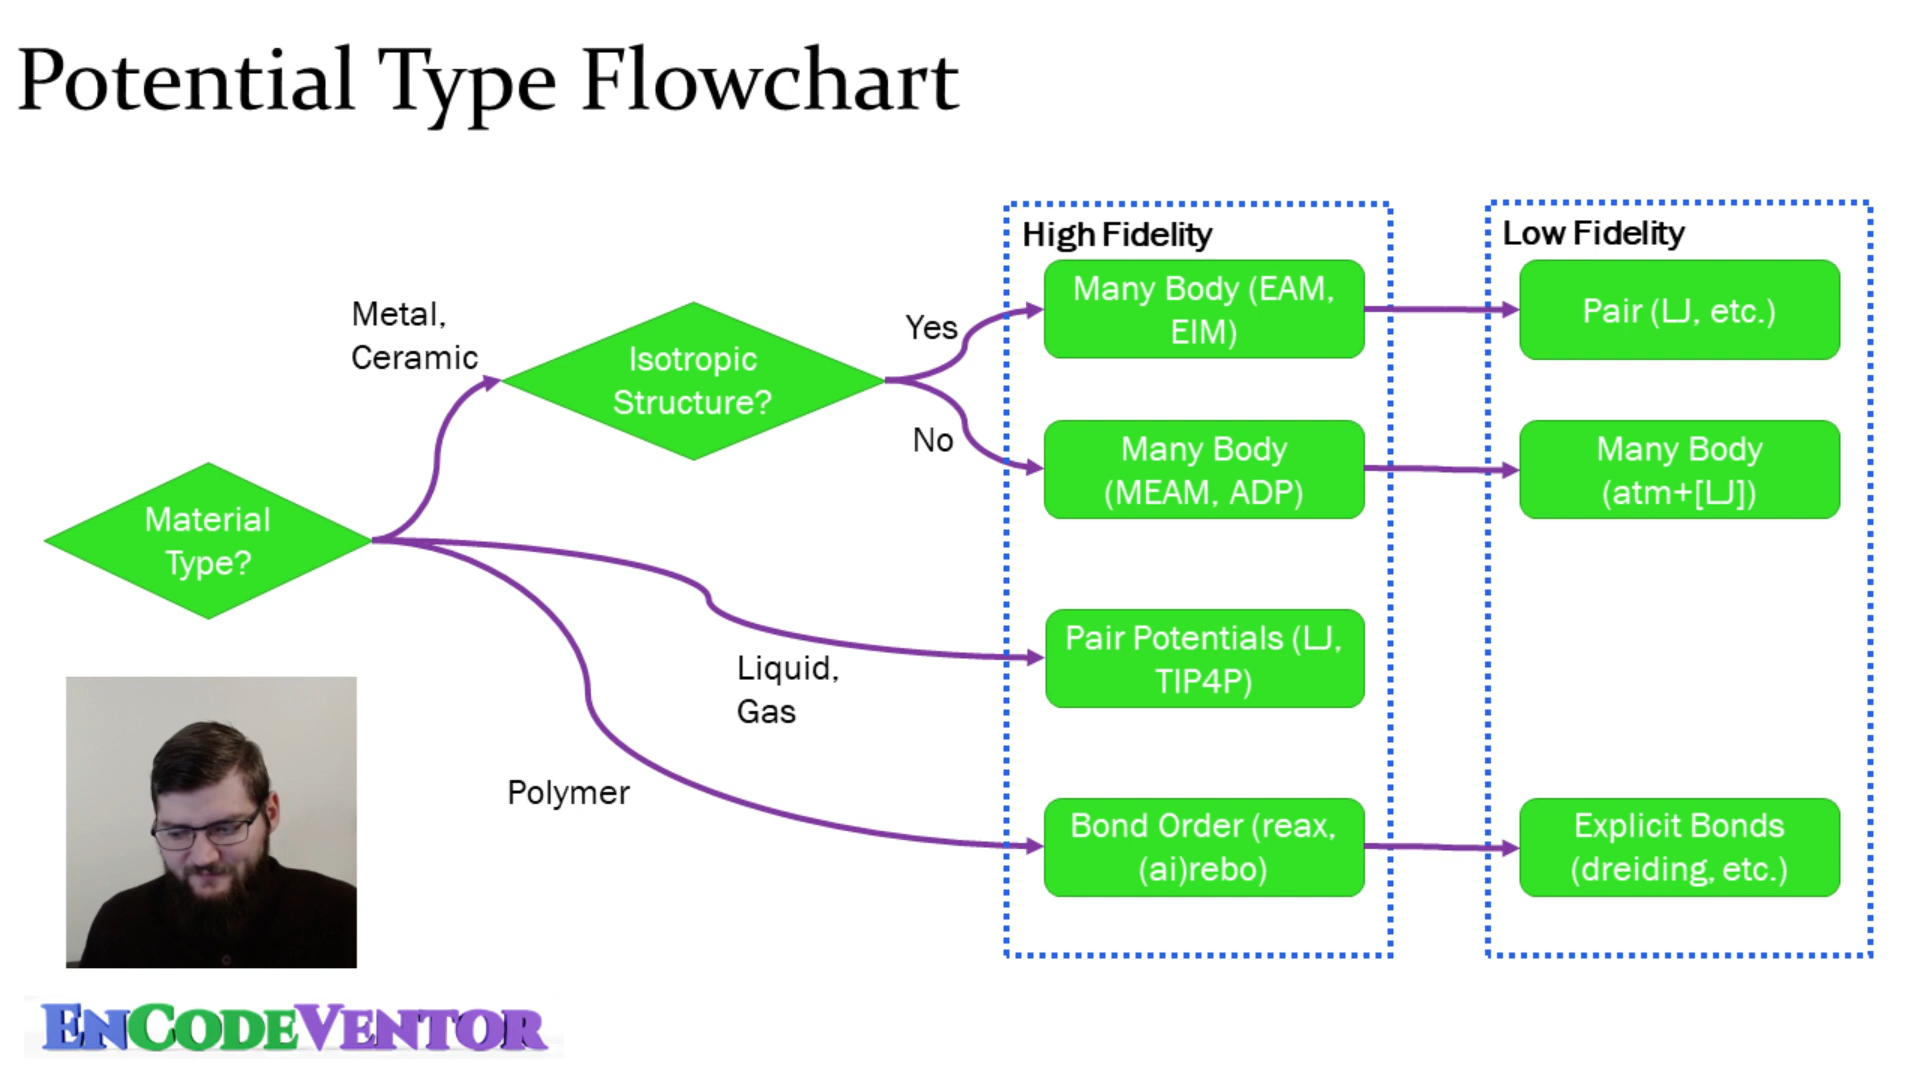 Potential Type Flowchart
High Fidelity
Low Fidelity
Metal,
Ceramic
Isotropic
Structure?
Yes
No
Many Body (EAM,
EIM)
Pair (LJ, etc.)
Many Body
(MEAM, ADP)
Many Body
(atm+[LJ])
Material
Type?
Liquid,
Gas
Pair Potentials (LJ,
TIP4P)
Polymer
Bond Order (reax,
(ai)rebo)
Explicit Bonds
(dreiding, etc.)
ENCODEVENTOR